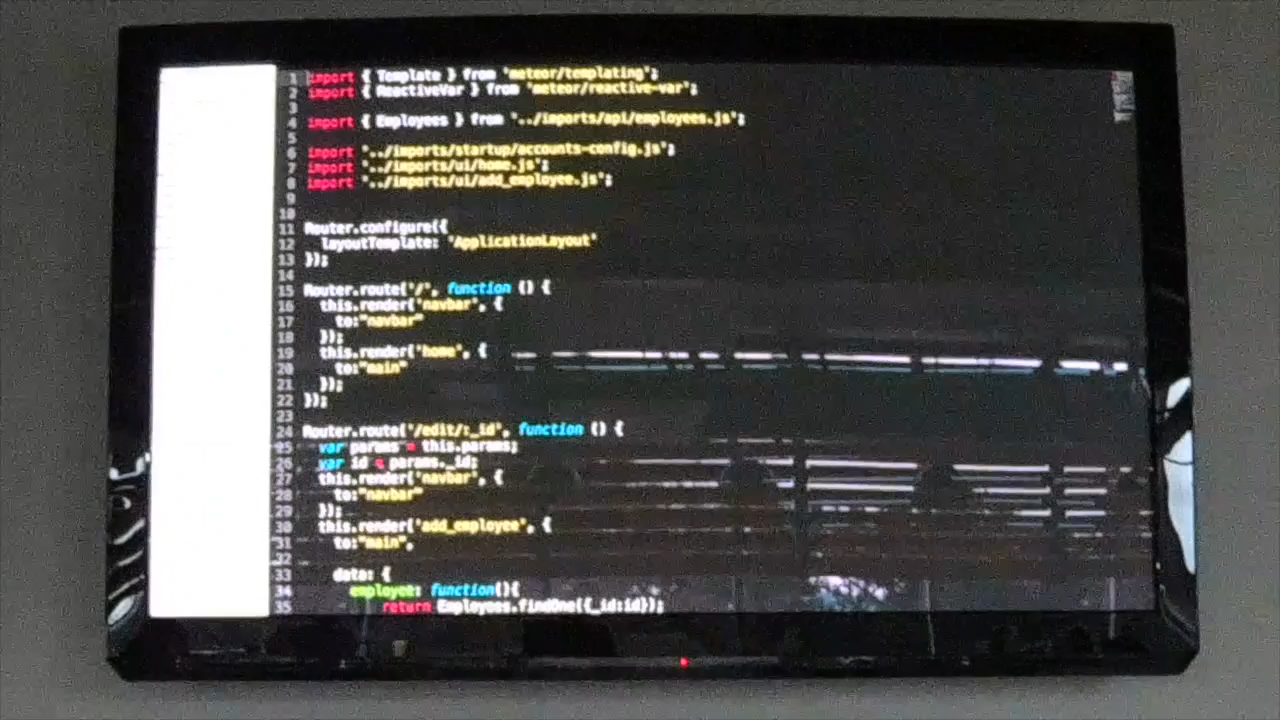 1 import { Template } from 'meteor/templating';
2 import { ReactiveVar } from 'meteor/reactive-var';
3
4 import { Employees } from '../imports/api/employees.js';
5
6 import '../imports/startup/accounts-config.js';
7 import '../imports/ui/home.js';
8 import '../imports/ui/add_employee.js';
9
10
11 Router.configure({
12 layoutTemplate: 'ApplicationLayout'
13 });
14
15 Router.route('/', function () {
16 this.render('navbar', {
17 to:"navbar"
18 });
19 this.render('home', {
20 to:"main"
21 });
22 });
23
24 Router.route('/edit/:_id', function () {
25 var params = this.params;
26 var id = params._id;
27 this.render('navbar', {
28 to:"navbar"
29 });
30 this.render('add_employee', {
31 to:"main",
32
33 data: {
34 employee: function(){
35 return Employees.findOne({_id:id});